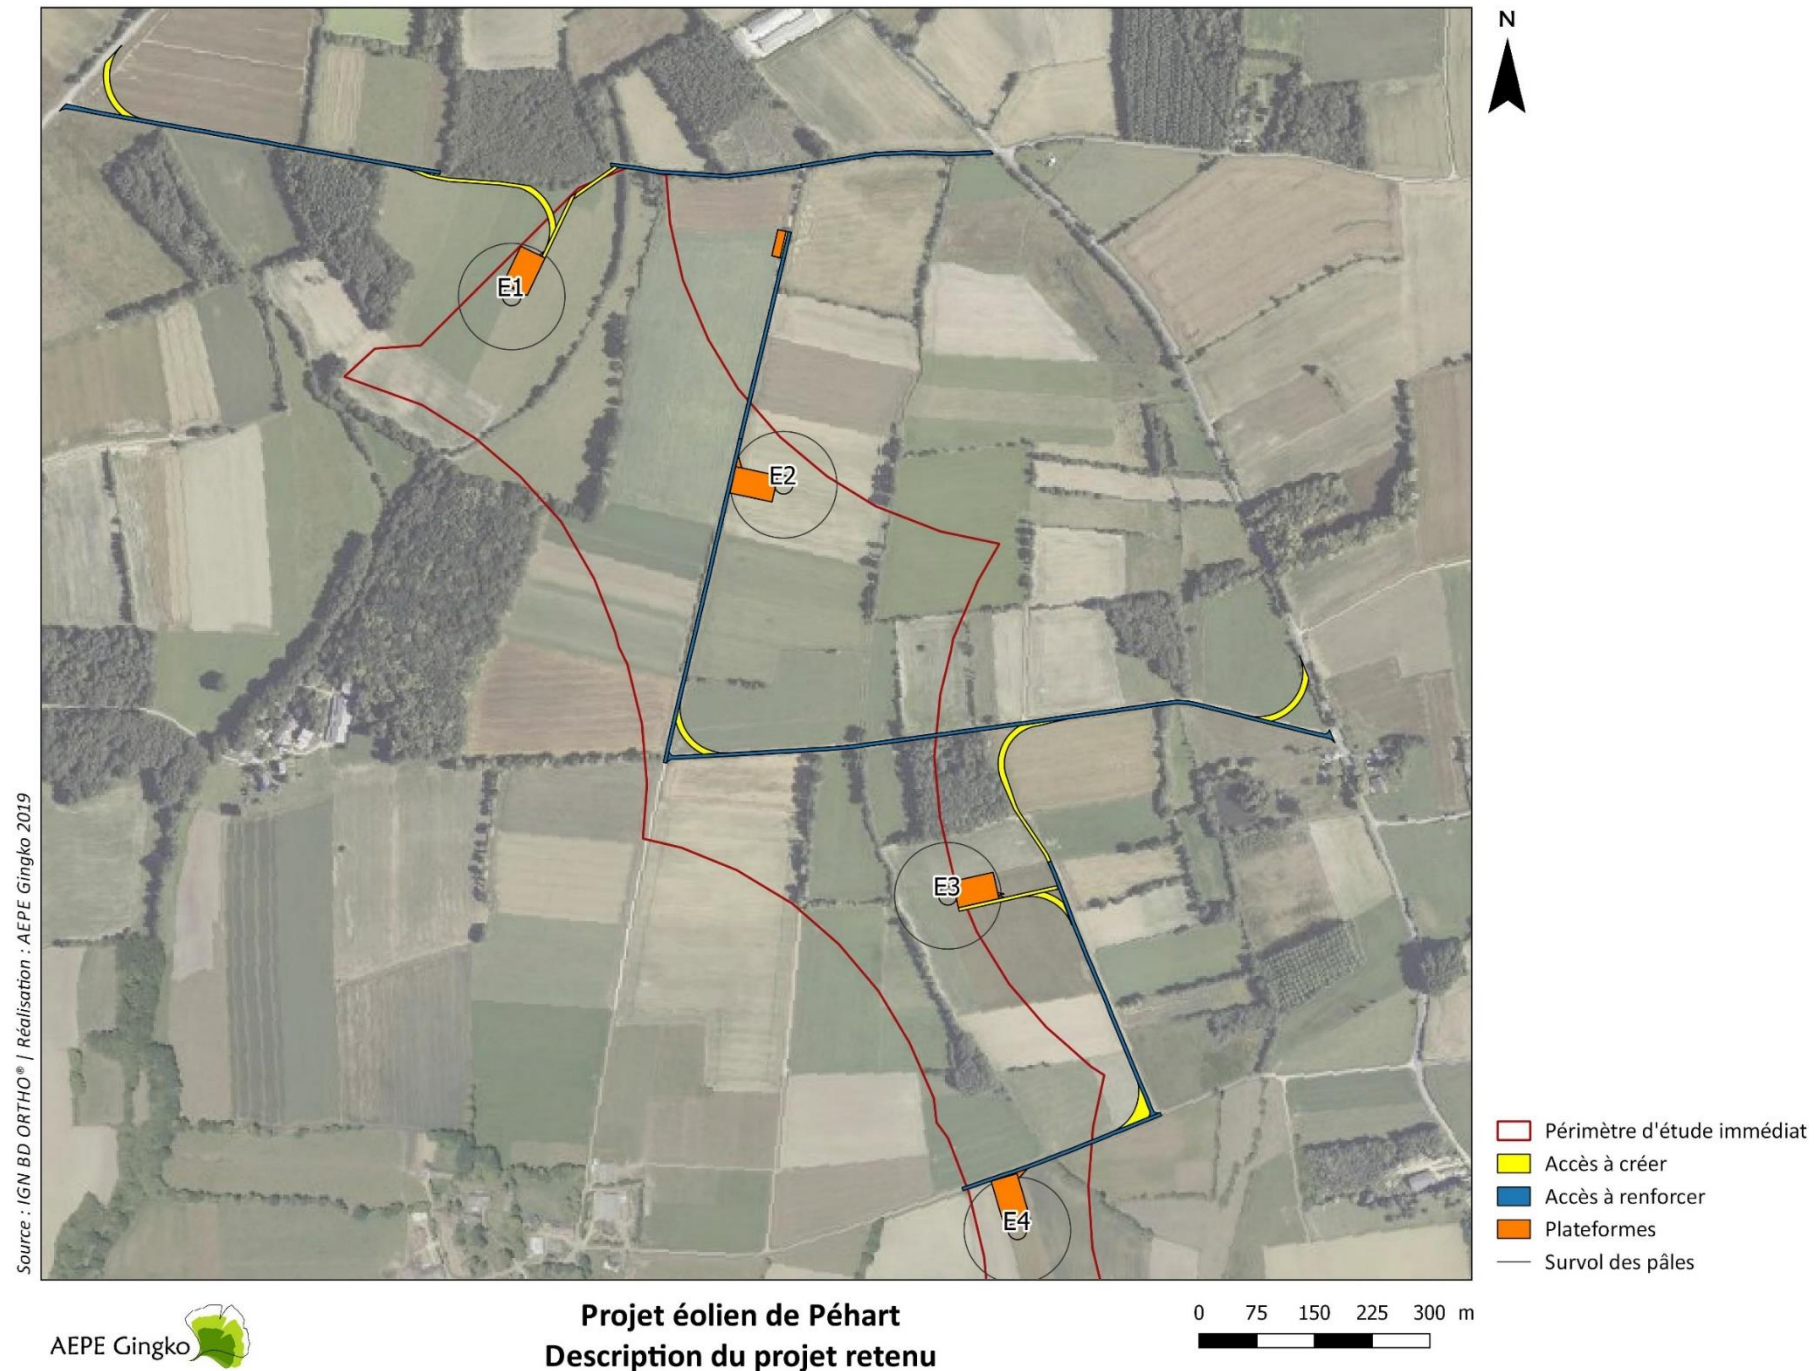 N
E1
E2
E3
E4
Source : IGN BD ORTHO® | Réalisation : AEPE Gingko 2019
Périmètre d'étude immédiat
Accès à créer
Accès à renforcer
Plateformes
Survol des pâles
AEPE Gingko
Projet éolien de Péhart
Description du projet retenu
0 75 150 225 300 m